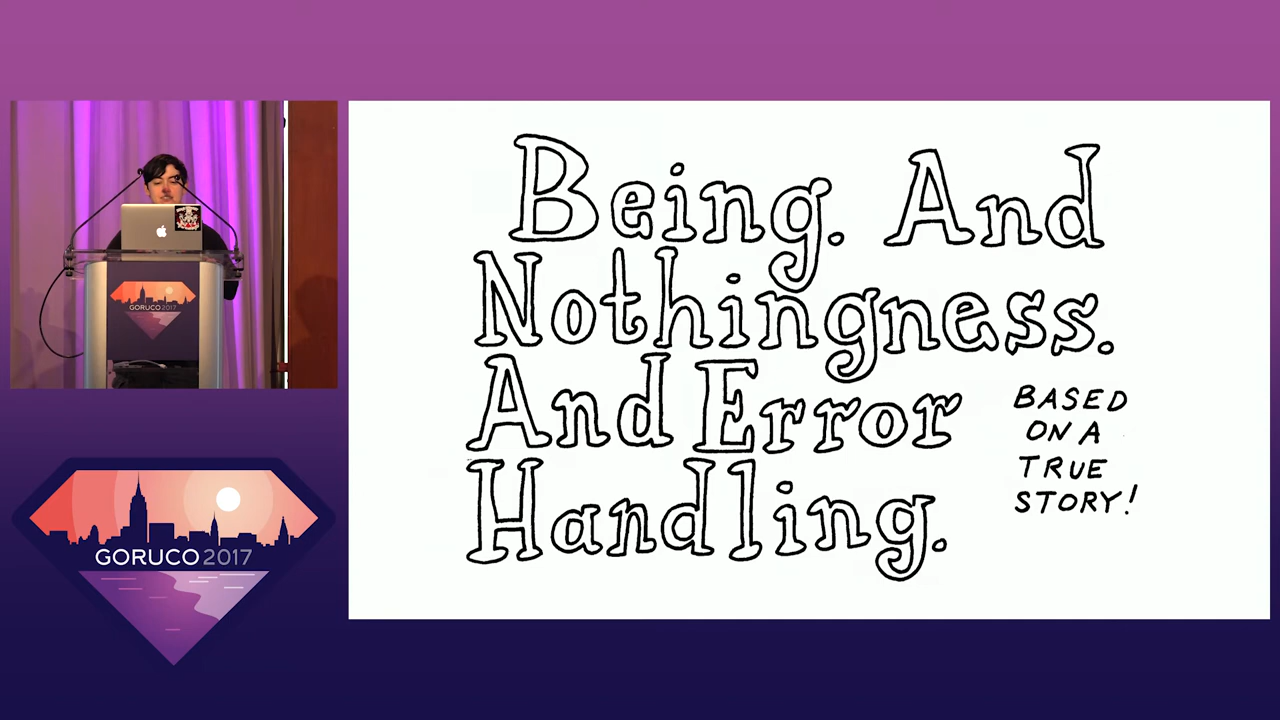 Being. And
Nothingness.
And Error
Handling.
BASED
ON A
TRUE
STORY!
GORUCO 2017
GORUCO 2017